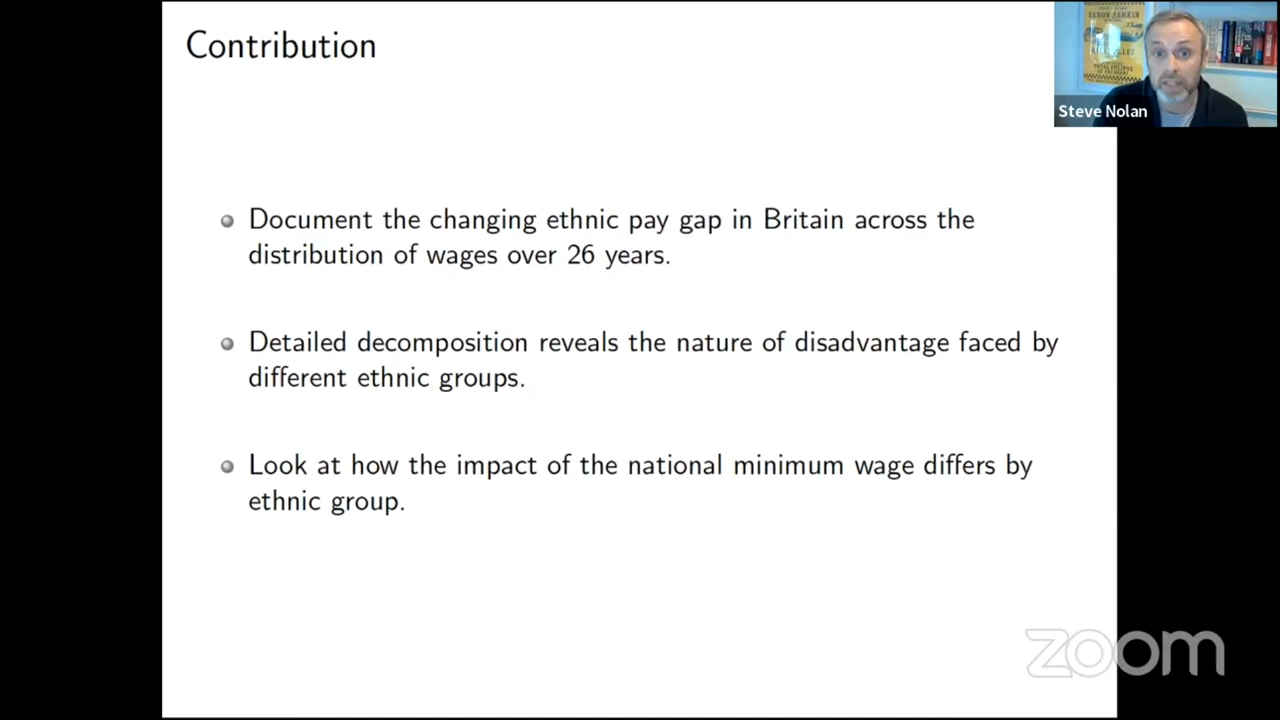 Contribution
Steve Nolan
Document the changing ethnic pay gap in Britain across the
distribution of wages over 26 years.
Detailed decomposition reveals the nature of disadvantage faced by
different ethnic groups.
Look at how the impact of the national minimum wage differs by
ethnic group.
zoom